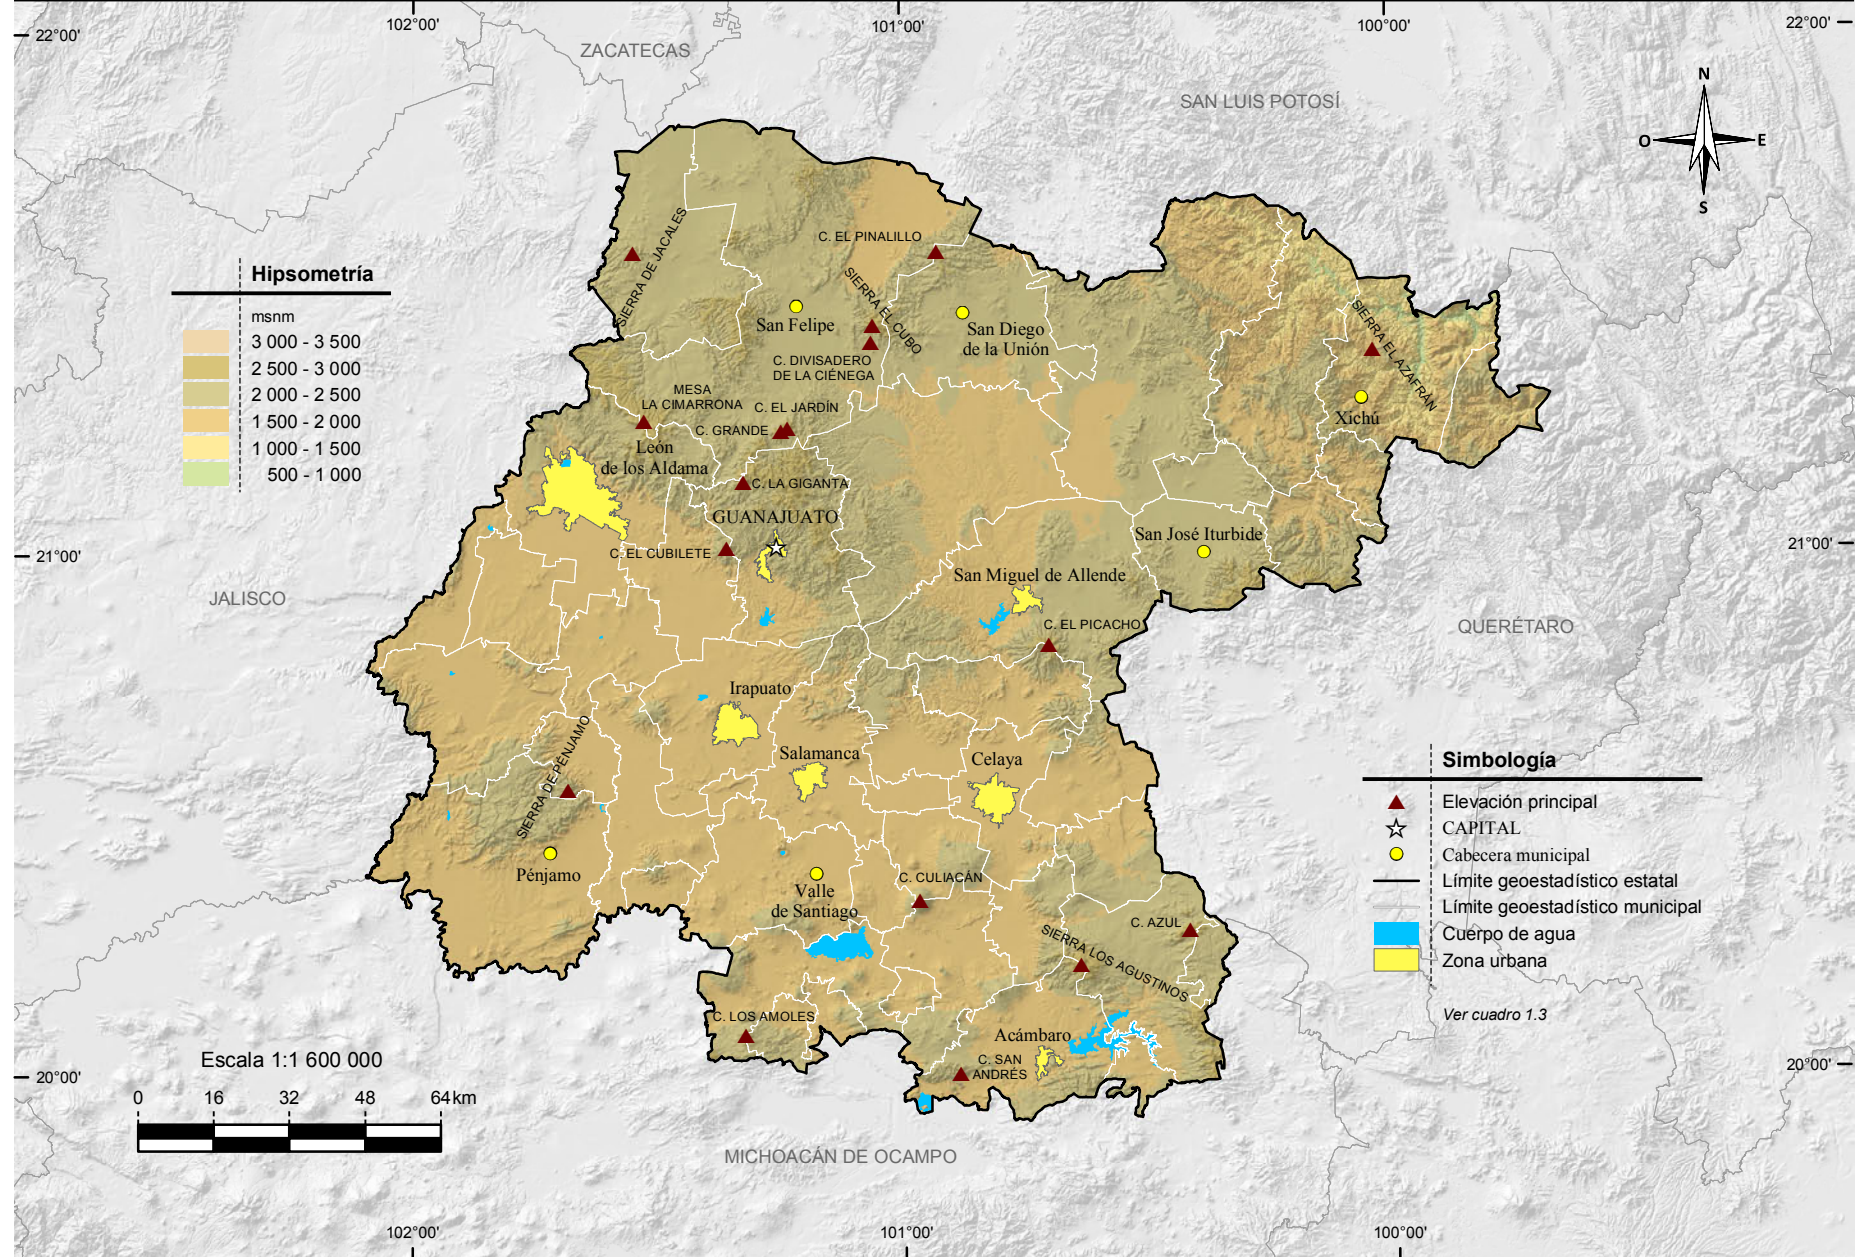 102°00'
101°00'
100°00'
22°00'
22°00'
ZACATECAS
SAN LUIS POTOSÍ
N
O
E
S
Hipsometría
msnm
3 000 - 3 500
2 500 - 3 000
2 000 - 2 500
1 500 - 2 000
1 000 - 1 500
500 - 1 000
SIERRA DE JACALES
C. EL PINALILLO
SIERRA EL CUBO
San Felipe
San Diego
de la Unión
C. DIVISADERO
DE LA CIÉNEGA
SIERRA EL AZAFRÁN
Xichú
MESA
LA CIMARRONA
C. EL JARDÍN
C. GRANDE
León
de los Aldama
C. LA GIGANTA
GUANAJUATO
C. EL CUBILETE
San José Iturbide
21°00'
21°00'
San Miguel de Allende
C. EL PICACHO
JALISCO
QUERÉTARO
Irapuato
SIERRA DE PÉNJAMO
Salamanca
Celaya
Pénjamo
Valle
de Santiago
C. CULIACÁN
C. AZUL
SIERRA LOS AGUSTINOS
C. LOS AMOLES
Acámbaro
C. SAN
ANDRÉS
Simbología
Elevación principal
CAPITAL
Cabecera municipal
Límite geoestadístico estatal
Límite geoestadístico municipal
Cuerpo de agua
Zona urbana
Ver cuadro 1.3
Escala 1:1 600 000
0 16 32 48 64 km
20°00'
20°00'
MICHOACÁN DE OCAMPO
102°00'
101°00'
100°00'